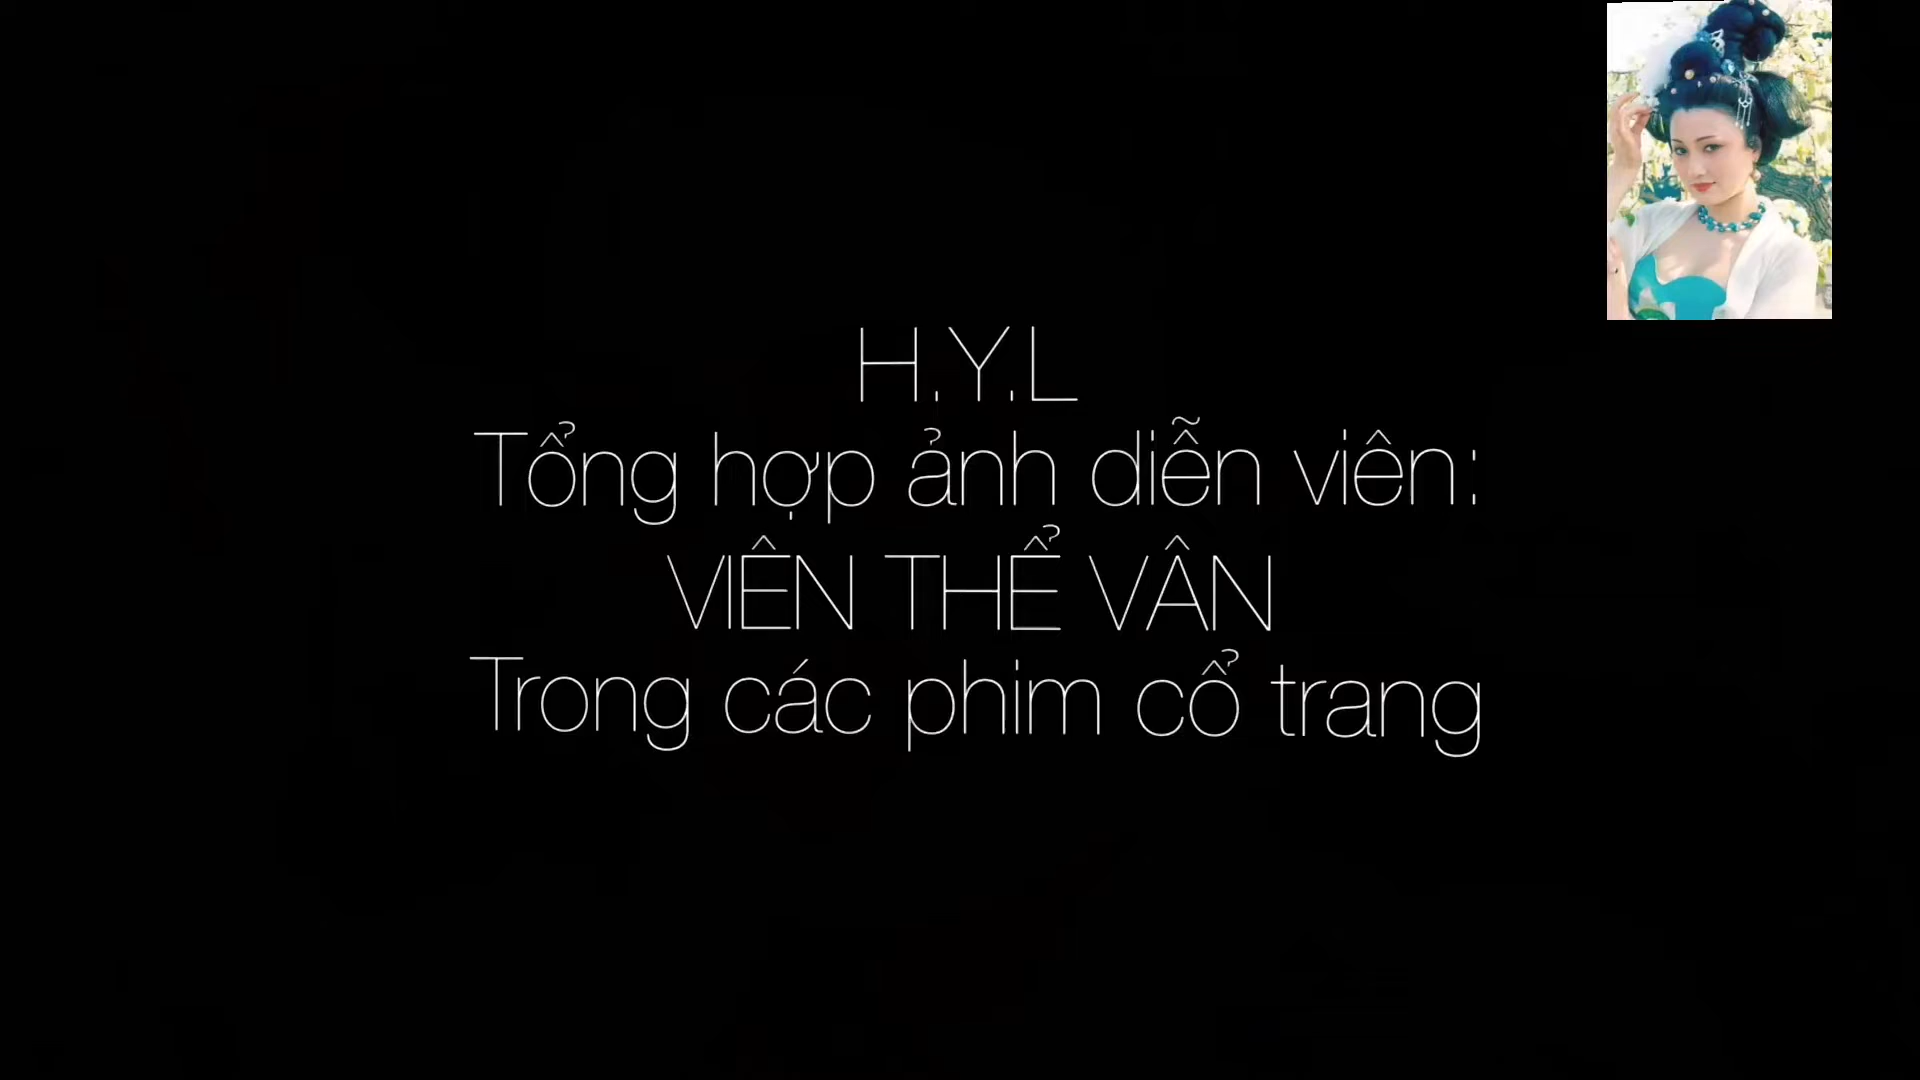 H.Y.L
Tổng hợp ảnh diễn viên:
VIÊN THỂ VÂN
Trong các phim cổ trang